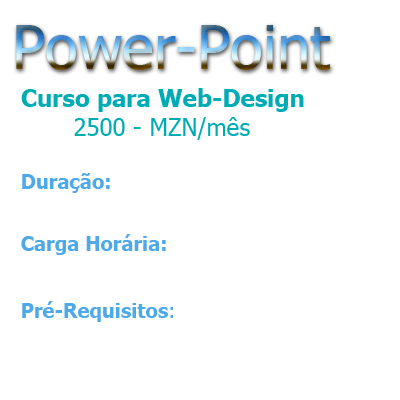 Power-Point
Curso para Web-Design
2500 - MZN/mês
Duração:
Carga Horária:
Pré-Requisitos: